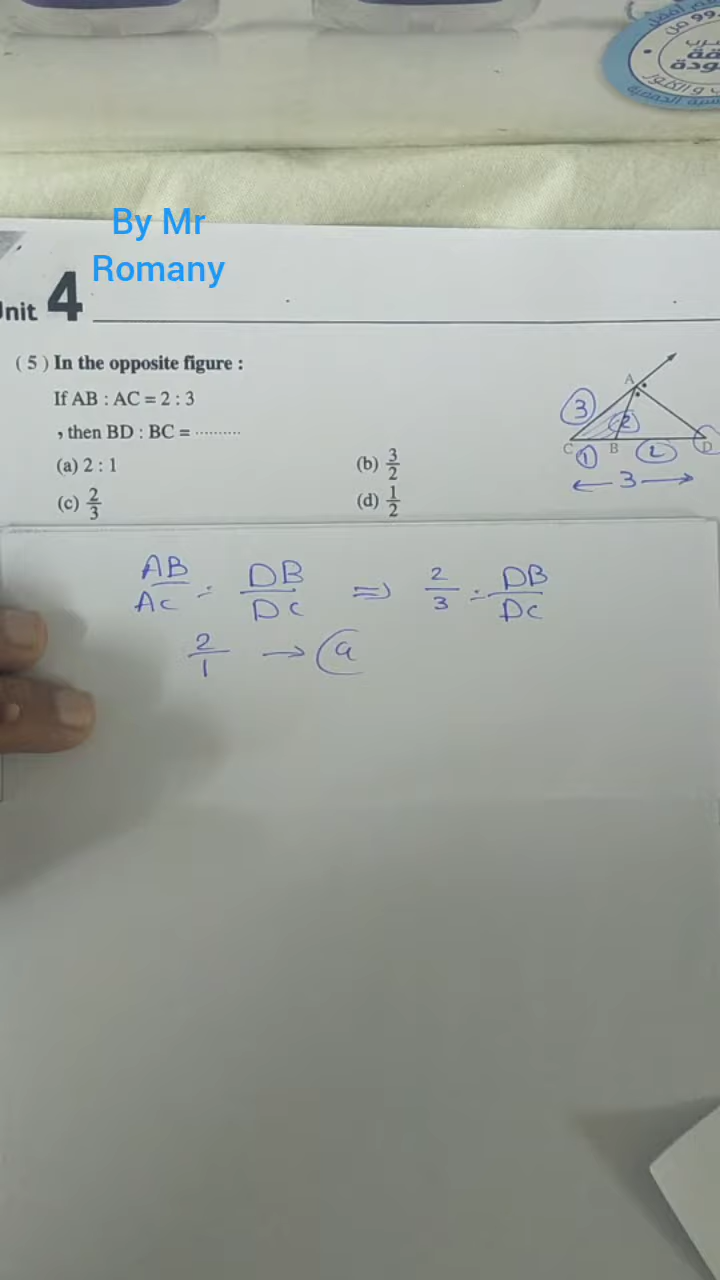 99.
By Mr
Romany
Unit 4
( 5 ) In the opposite figure :
If AB : AC = 2 : 3
, then BD : BC = ..........
(a) 2 : 1
(b) 3/2
(c) 2/3
(d) 1/2
A
3
2
C
1
B
2
D
← 3 →
AB/AC = DB/DC ⇒ 2/3 = DB/DC
2/1 → a